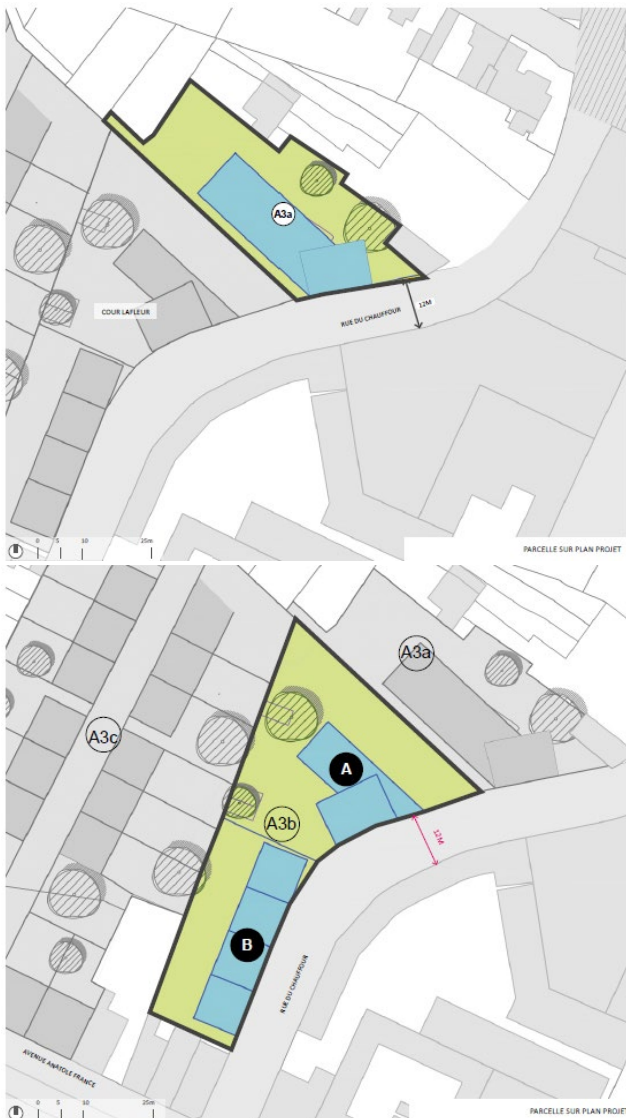 A3a
COUR LAFLEUR
RUE DU CHAUFFOUR
12M
0 5 10 25m
PARCELLE SUR PLAN PROJET
A3a
A3c
A
A3b
12M
B
RUE DU CHAUFFOUR
AVENUE ANATOLE FRANCE
0 5 10 25m
PARCELLE SUR PLAN PROJET